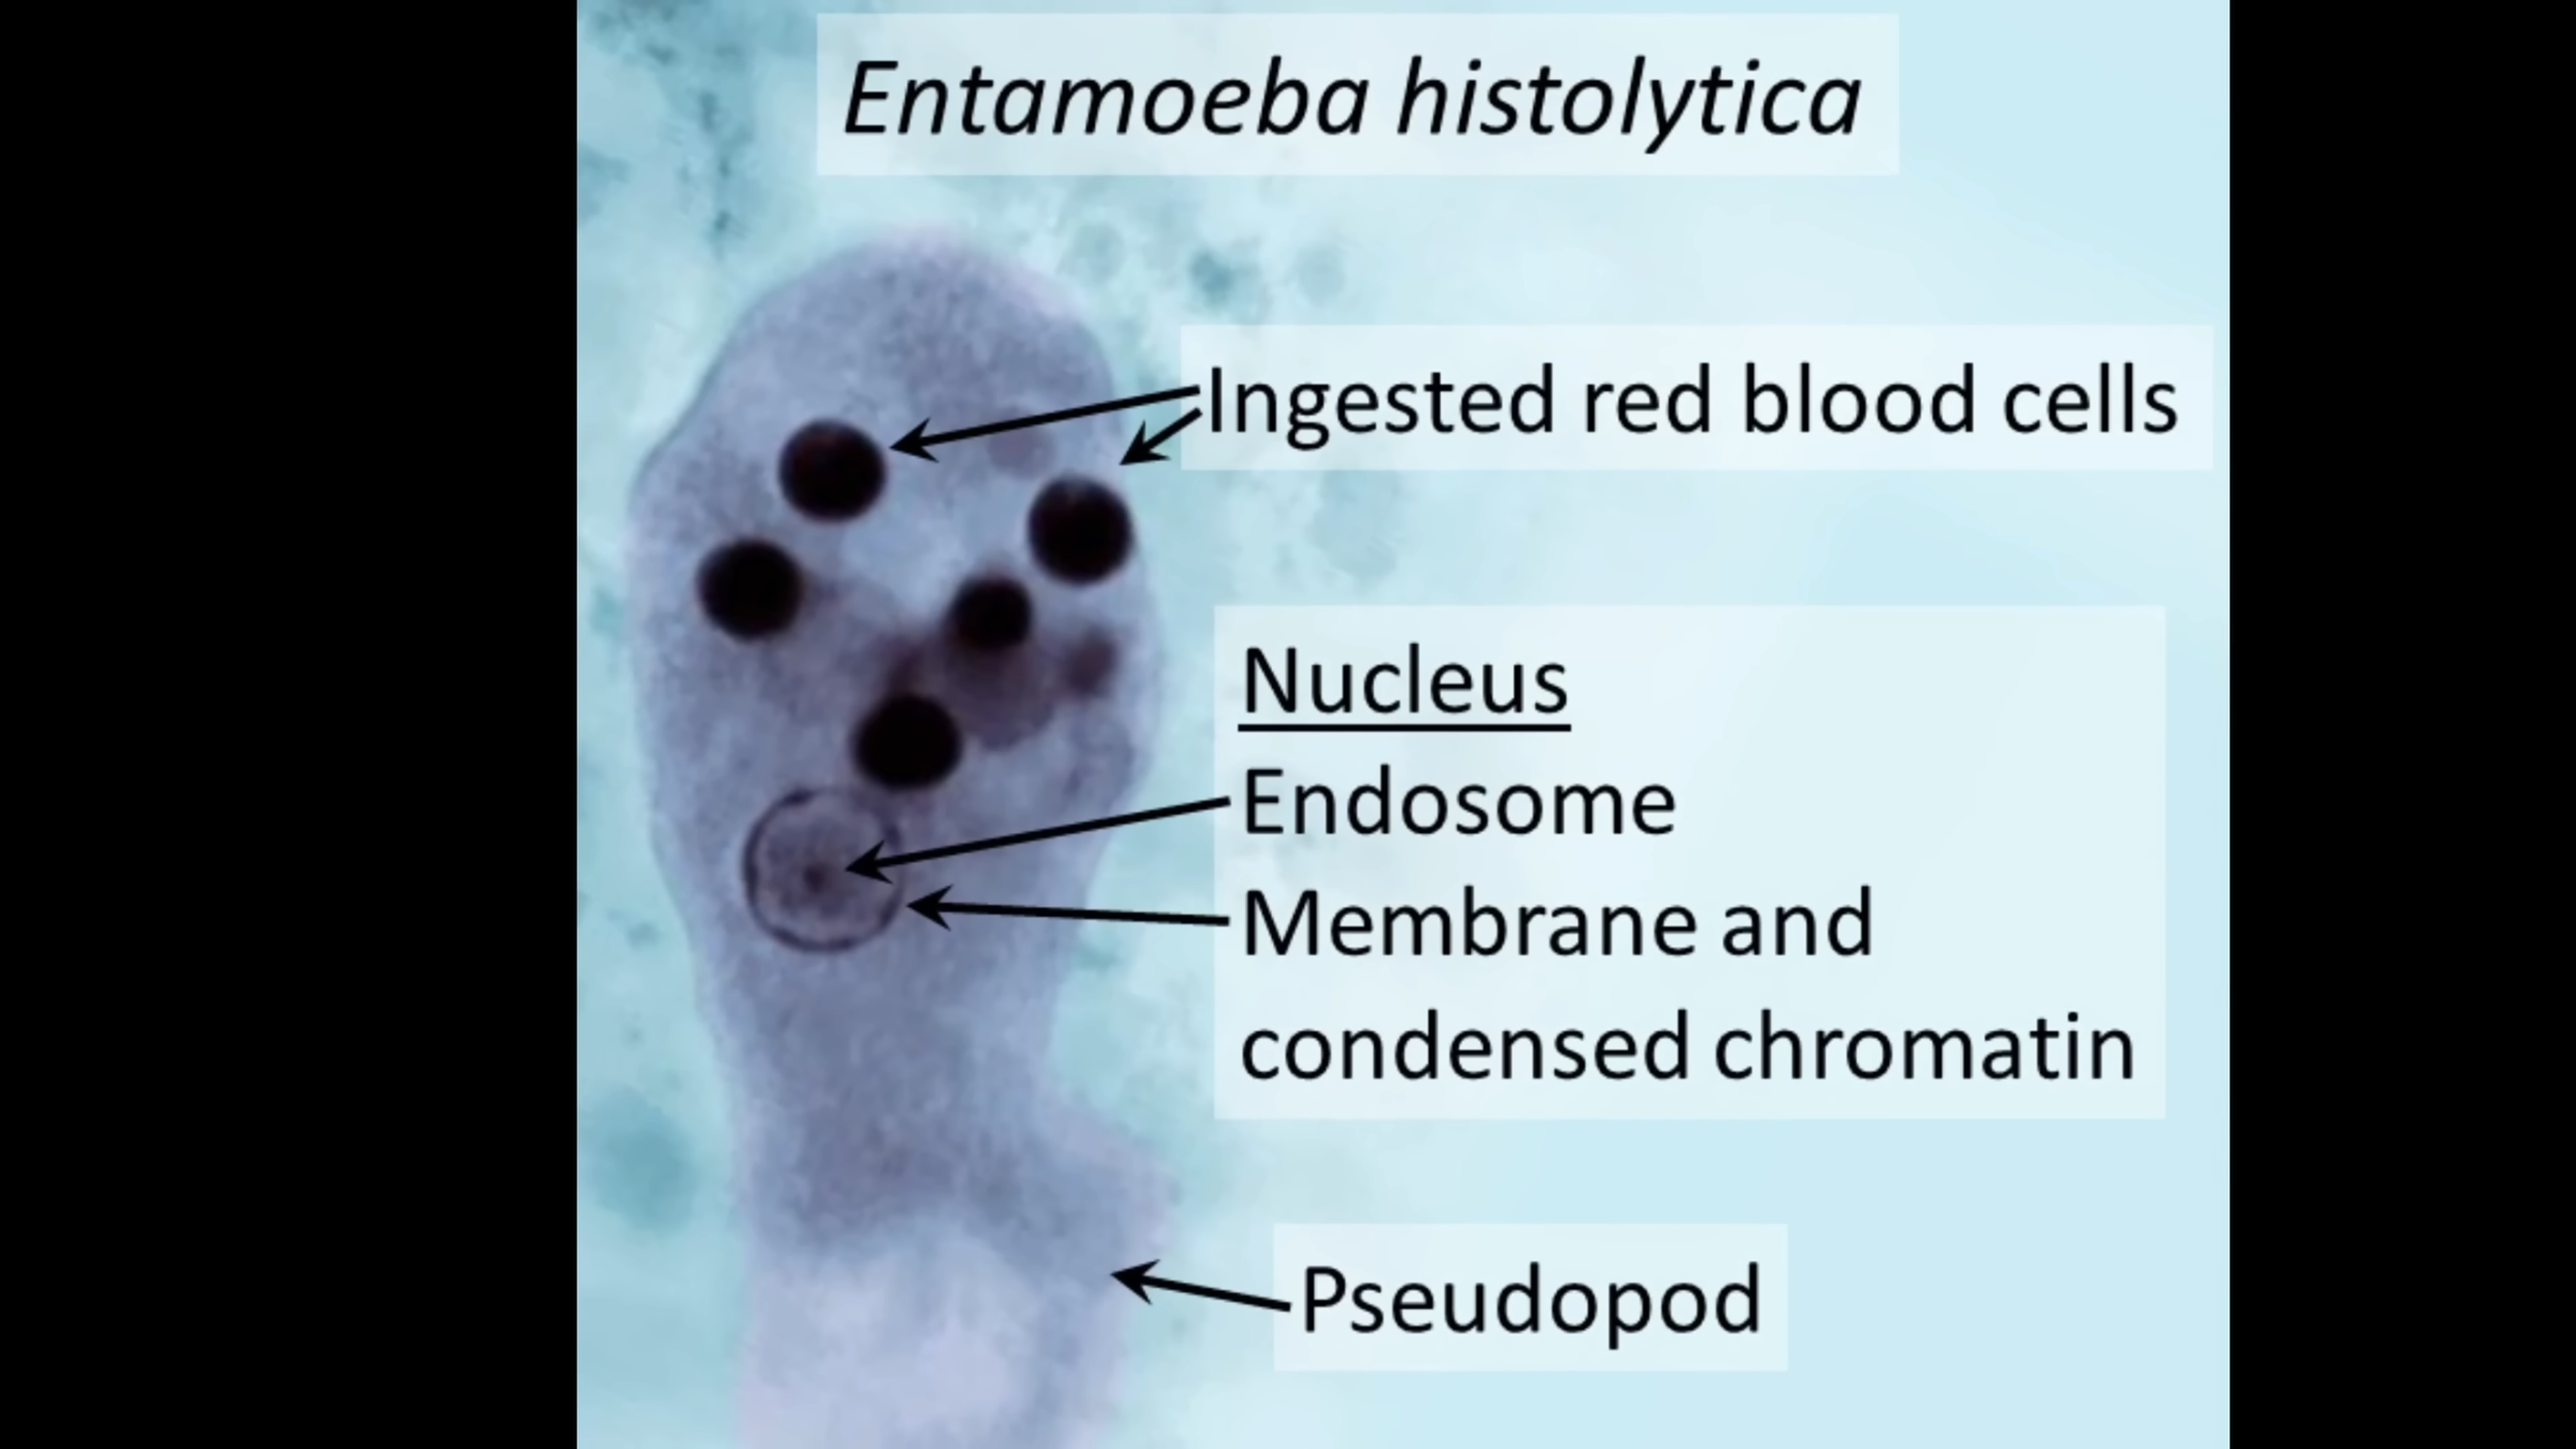 Entamoeba histolytica
Ingested red blood cells
Nucleus
Endosome
Membrane and
condensed chromatin
Pseudopod